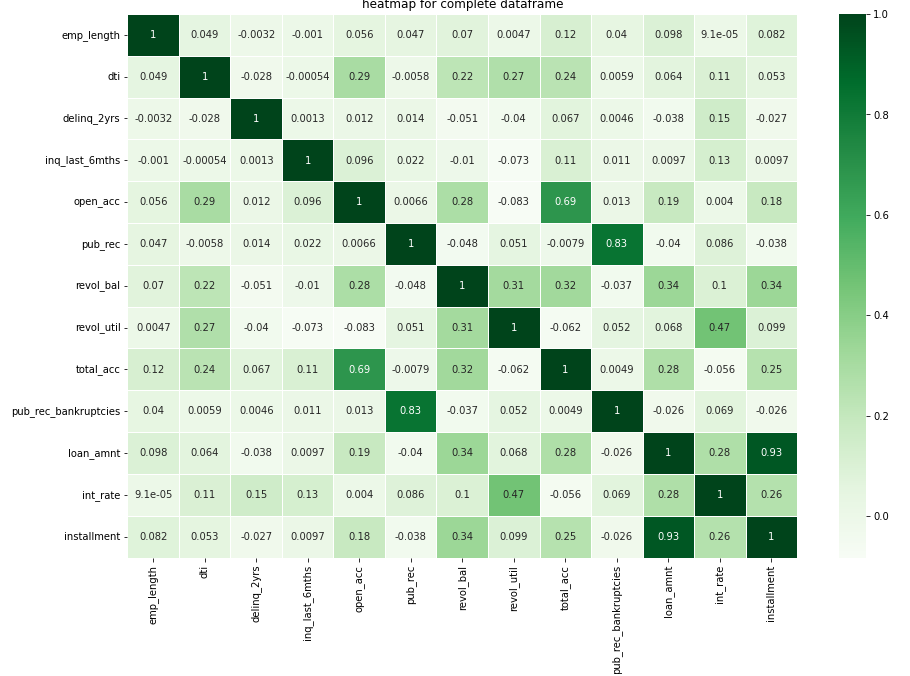 heatmap for complete dataframe
emp_length 1 0.049 -0.0032 -0.001 0.056 0.047 0.07 0.0047 0.12 0.04 0.098 9.1e-05 0.082
dti 0.049 1 -0.028 -0.00054 0.29 -0.0058 0.22 0.27 0.24 0.0059 0.064 0.11 0.053
delinq_2yrs -0.0032 -0.028 1 0.0013 0.012 0.014 -0.051 -0.04 0.067 0.0046 -0.038 0.15 -0.027
inq_last_6mths -0.001 -0.00054 0.0013 1 0.096 0.022 -0.01 -0.073 0.11 0.011 0.0097 0.13 0.0097
open_acc 0.056 0.29 0.012 0.096 1 0.0066 0.28 -0.083 0.69 0.013 0.19 0.004 0.18
pub_rec 0.047 -0.0058 0.014 0.022 0.0066 1 -0.048 0.051 -0.0079 0.83 -0.04 0.086 -0.038
revol_bal 0.07 0.22 -0.051 -0.01 0.28 -0.048 1 0.31 0.32 -0.037 0.34 0.1 0.34
revol_util 0.0047 0.27 -0.04 -0.073 -0.083 0.051 0.31 1 -0.062 0.052 0.068 0.47 0.099
total_acc 0.12 0.24 0.067 0.11 0.69 -0.0079 0.32 -0.062 1 0.0049 0.28 -0.056 0.25
pub_rec_bankruptcies 0.04 0.0059 0.0046 0.011 0.013 0.83 -0.037 0.052 0.0049 1 -0.026 0.069 -0.026
loan_amnt 0.098 0.064 -0.038 0.0097 0.19 -0.04 0.34 0.068 0.28 -0.026 1 0.28 0.93
int_rate 9.1e-05 0.11 0.15 0.13 0.004 0.086 0.1 0.47 -0.056 0.069 0.28 1 0.26
installment 0.082 0.053 -0.027 0.0097 0.18 -0.038 0.34 0.099 0.25 -0.026 0.93 0.26 1
emp_length
dti
delinq_2yrs
inq_last_6mths
open_acc
pub_rec
revol_bal
revol_util
total_acc
pub_rec_bankruptcies
loan_amnt
int_rate
installment
1.0
0.8
0.6
0.4
0.2
0.0